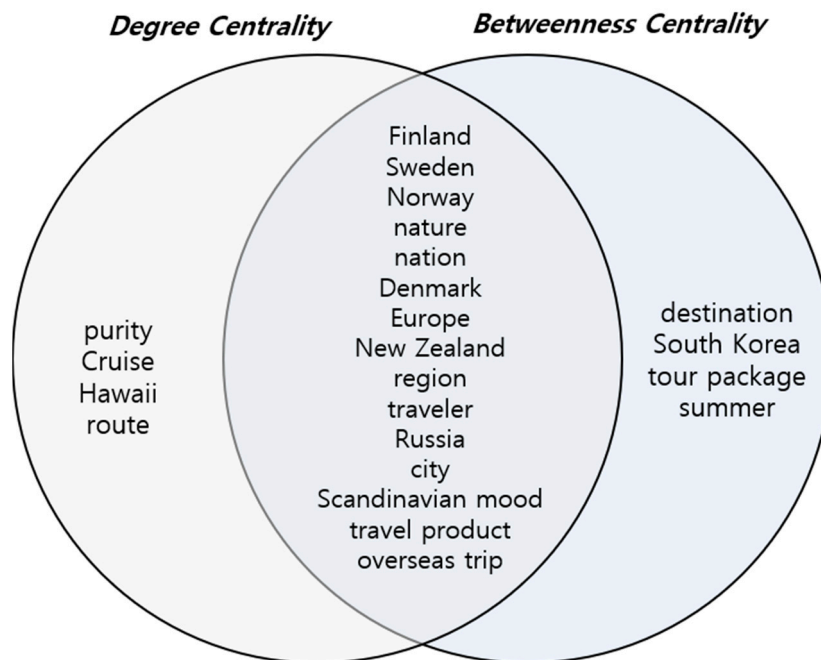 Degree Centrality
Betweenness Centrality
purity
Cruise
Hawaii
route
Finland
Sweden
Norway
nature
nation
Denmark
Europe
New Zealand
region
traveler
Russia
city
Scandinavian mood
travel product
overseas trip
destination
South Korea
tour package
summer